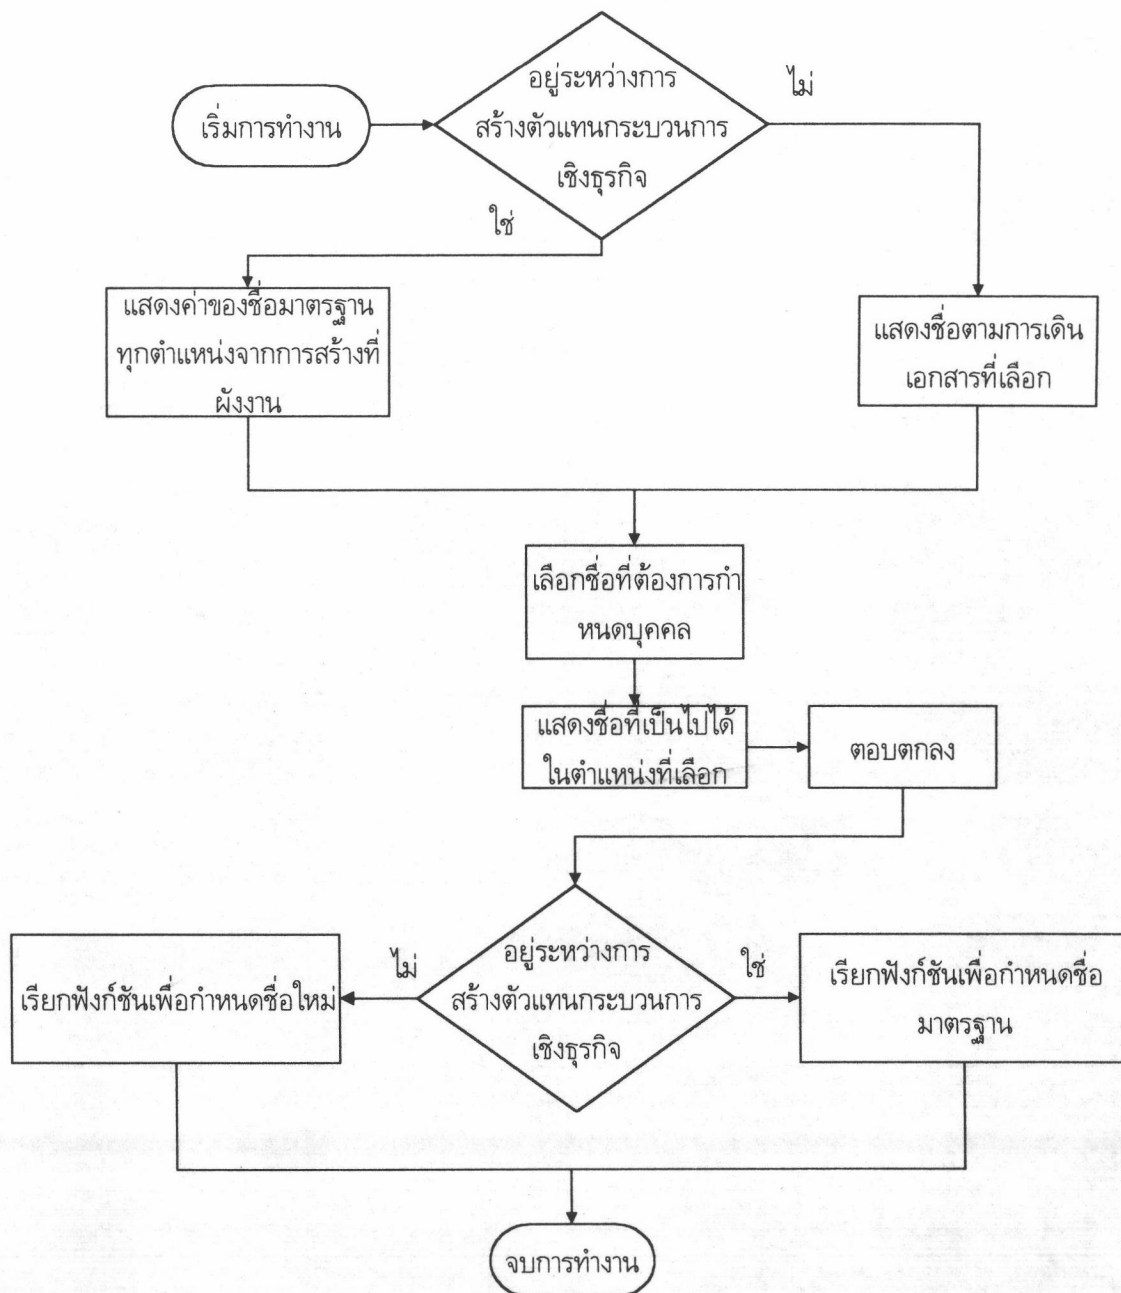 เริ่มการทำงาน
อยู่ระหว่างการ
สร้างตัวแทนกระบวนการ
เชิงธุรกิจ
ไม่
ใช่
แสดงค่าของชื่อมาตรฐาน
ทุกตำแหน่งจากการสร้างที่
ผังงาน
แสดงชื่อตามการเดิน
เอกสารที่เลือก
เลือกชื่อที่ต้องการกำ
หนดบุคคล
แสดงชื่อที่เป็นไปได้
ในตำแหน่งที่เลือก
ตอบตกลง
อยู่ระหว่างการ
สร้างตัวแทนกระบวนการ
เชิงธุรกิจ
ไม่
ใช่
เรียกฟังก์ชันเพื่อกำหนดชื่อใหม่
เรียกฟังก์ชันเพื่อกำหนดชื่อ
มาตรฐาน
จบการทำงาน